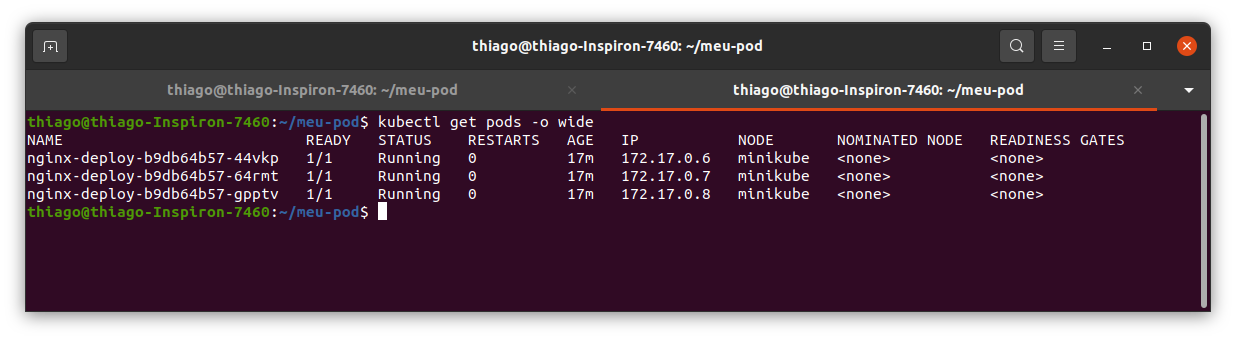 thiago@thiago-Inspiron-7460: ~/meu-pod
thiago@thiago-Inspiron-7460: ~/meu-pod thiago@thiago-Inspiron-7460: ~/meu-pod
thiago@thiago-Inspiron-7460:~/meu-pod$ kubectl get pods -o wide
NAME READY STATUS RESTARTS AGE IP NODE NOMINATED NODE READINESS GATES
nginx-deploy-b9db64b57-44vkp 1/1 Running 0 17m 172.17.0.6 minikube <none> <none>
nginx-deploy-b9db64b57-64rmt 1/1 Running 0 17m 172.17.0.7 minikube <none> <none>
nginx-deploy-b9db64b57-gpptv 1/1 Running 0 17m 172.17.0.8 minikube <none> <none>
thiago@thiago-Inspiron-7460:~/meu-pod$